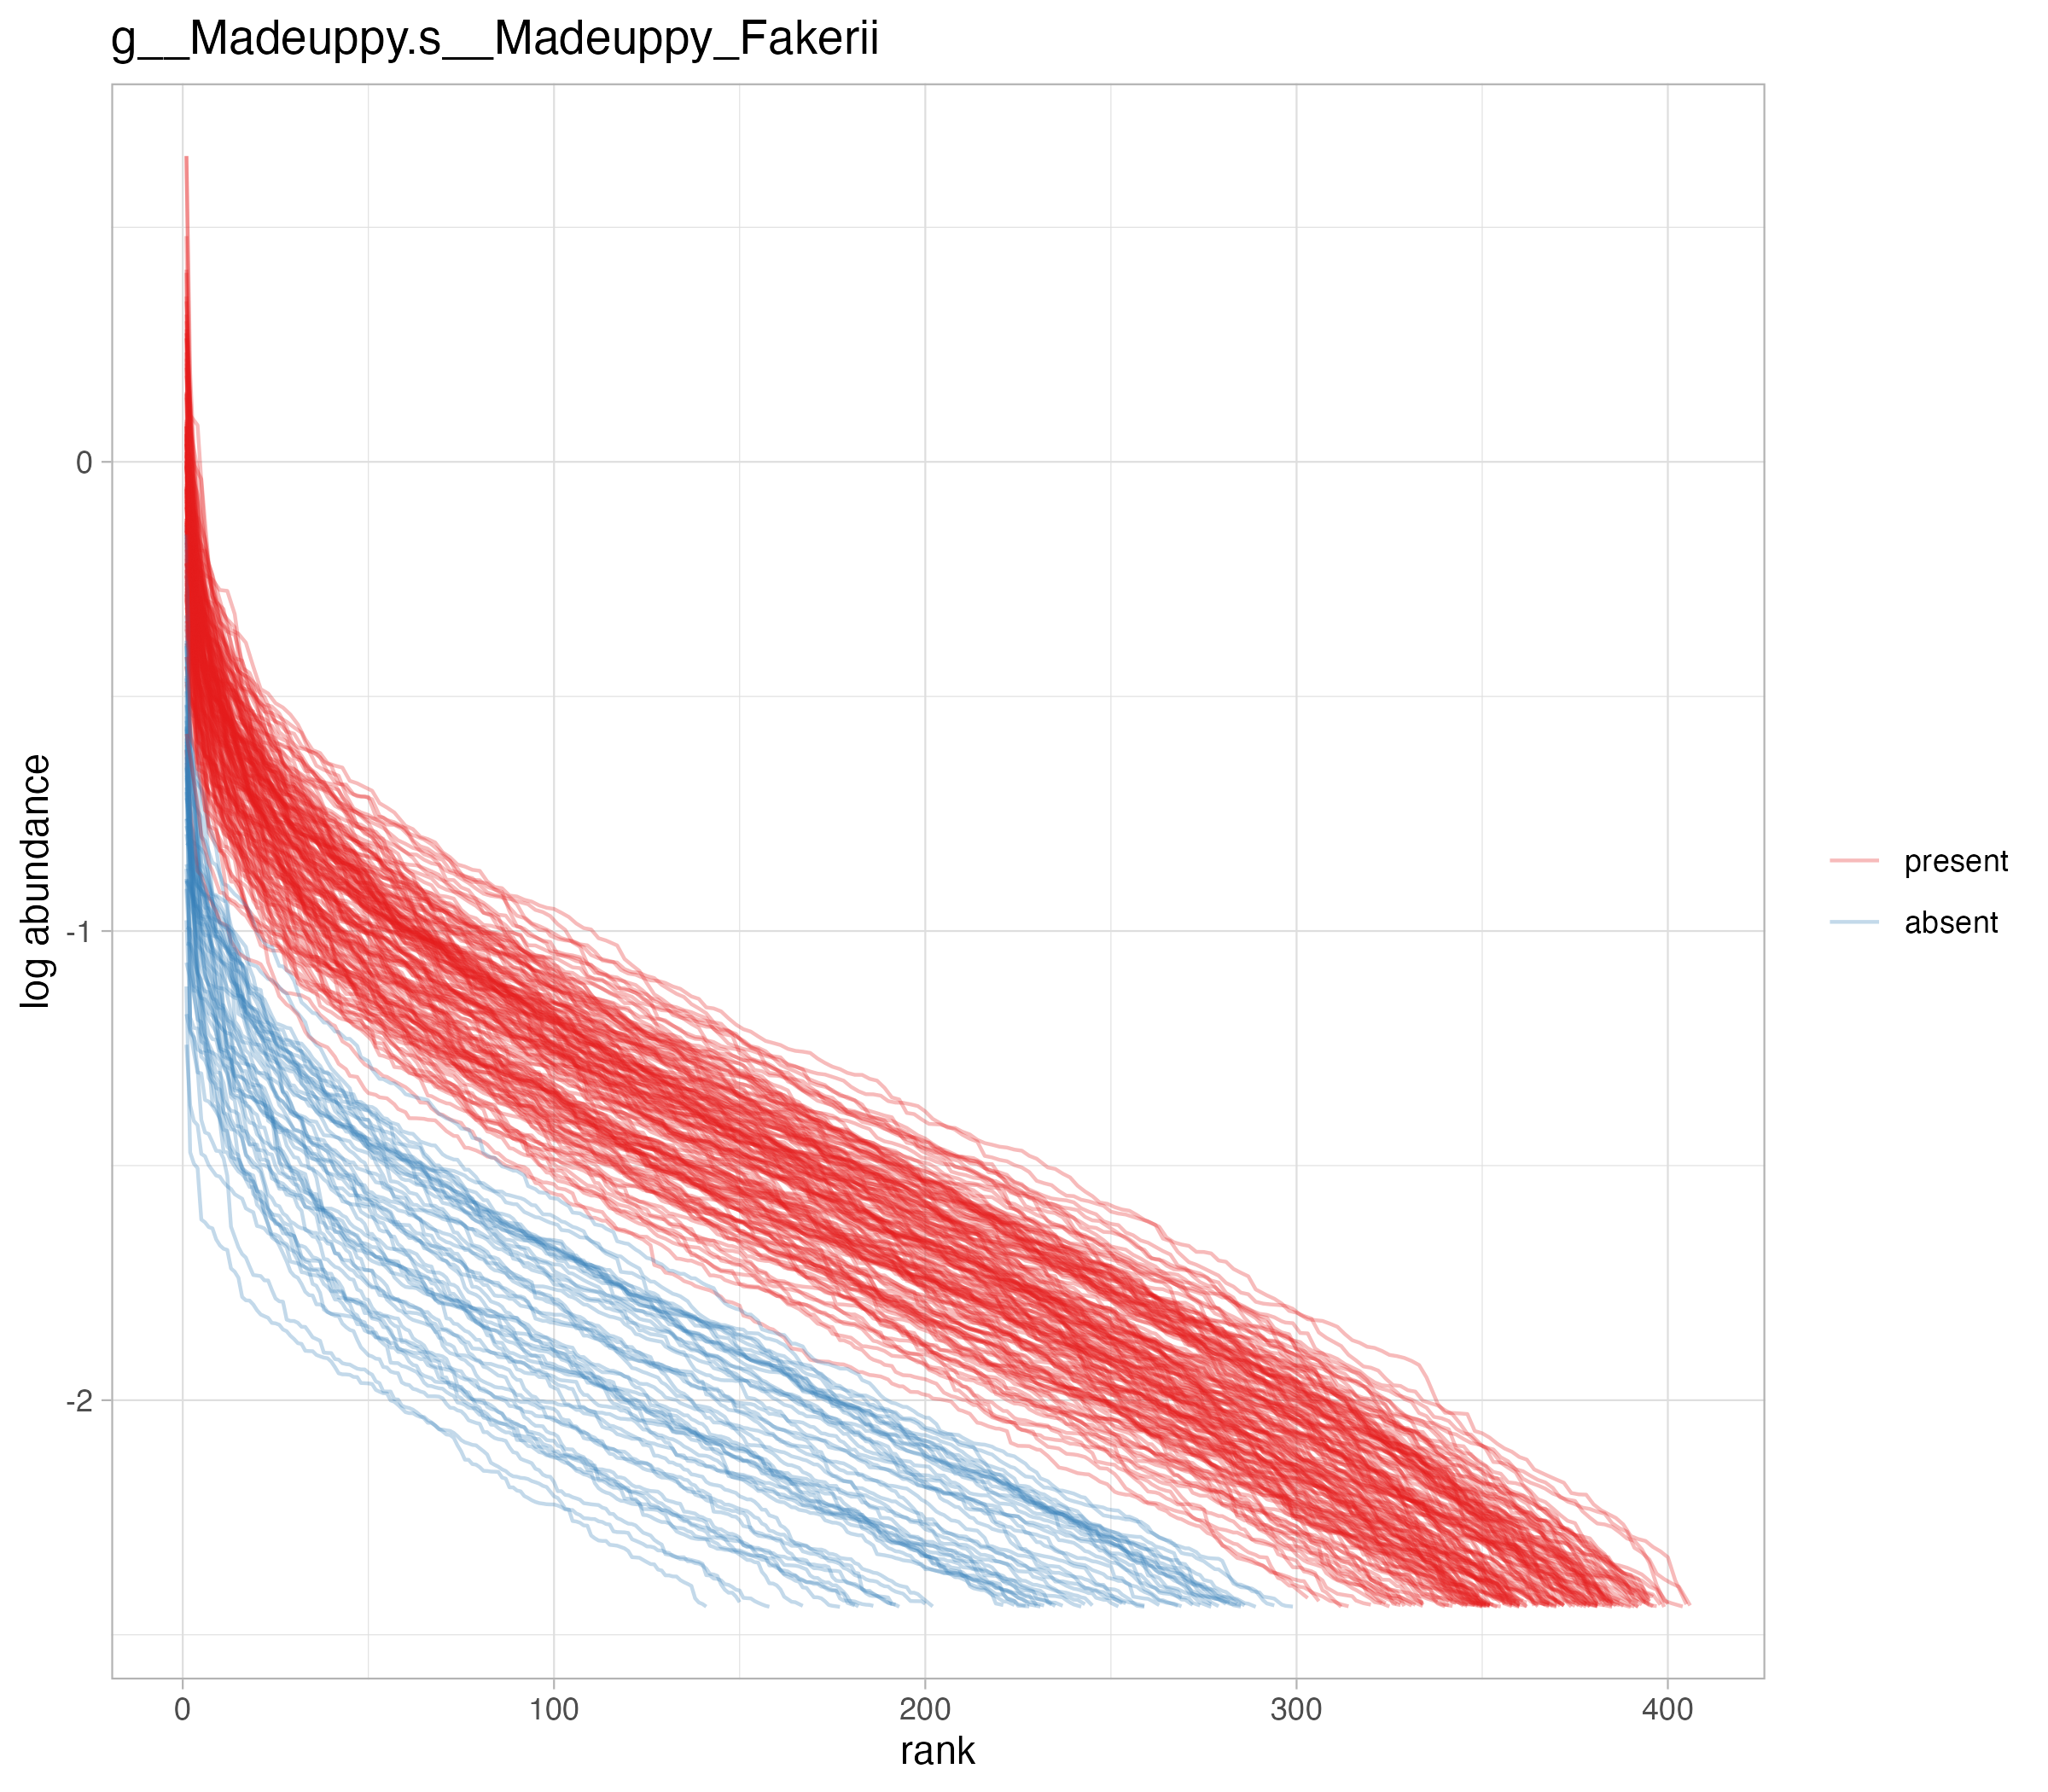 g__Madeuppy.s__Madeuppy_Fakerii
log abundance
0
-1
-2
0 100 200 300 400
rank
present
absent